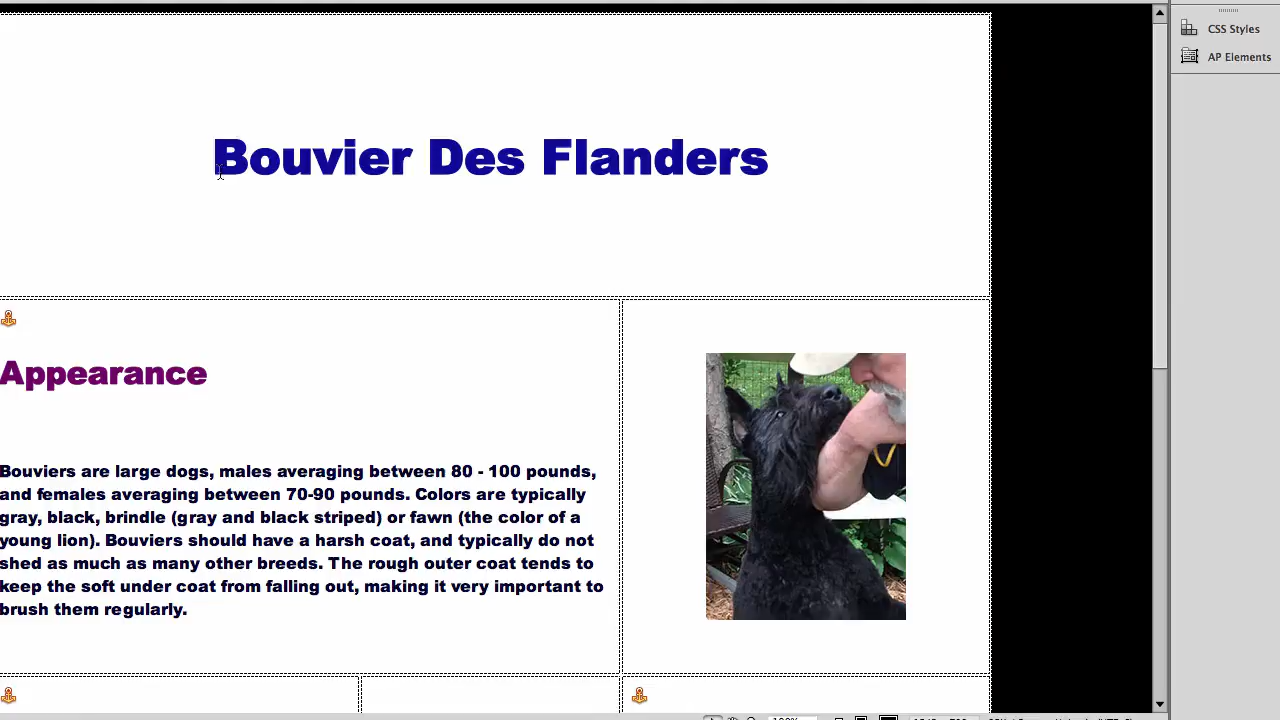 CSS Styles
AP Elements
Bouvier Des Flanders
Appearance
Bouviers are large dogs, males averaging between 80 - 100 pounds,
and females averaging between 70-90 pounds. Colors are typically
gray, black, brindle (gray and black striped) or fawn (the color of a
young lion). Bouviers should have a harsh coat, and typically do not
shed as much as many other breeds. The rough outer coat tends to
keep the soft under coat from falling out, making it very important to
brush them regularly.